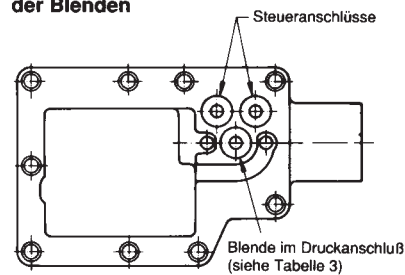 der Blenden
Steueranschlüsse
Blende im Druckanschluß
(siehe Tabelle 3)